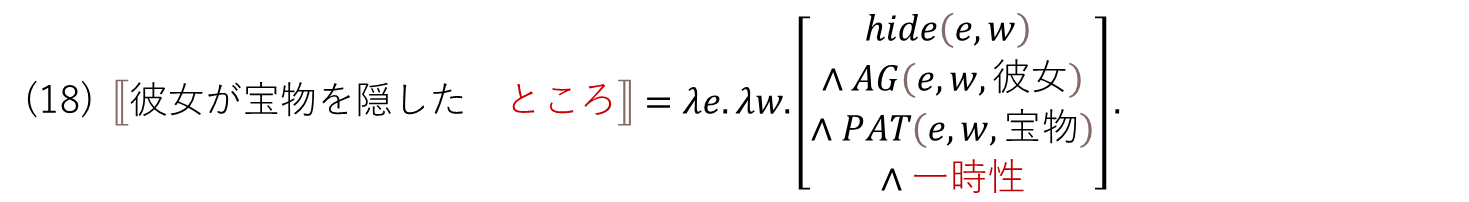 (18) ⟦彼女が宝物を隠した　ところ⟧ = λe. λw. [hide(e, w)
∧ AG(e, w, 彼女)
∧ PAT(e, w, 宝物)
∧ 一時性].